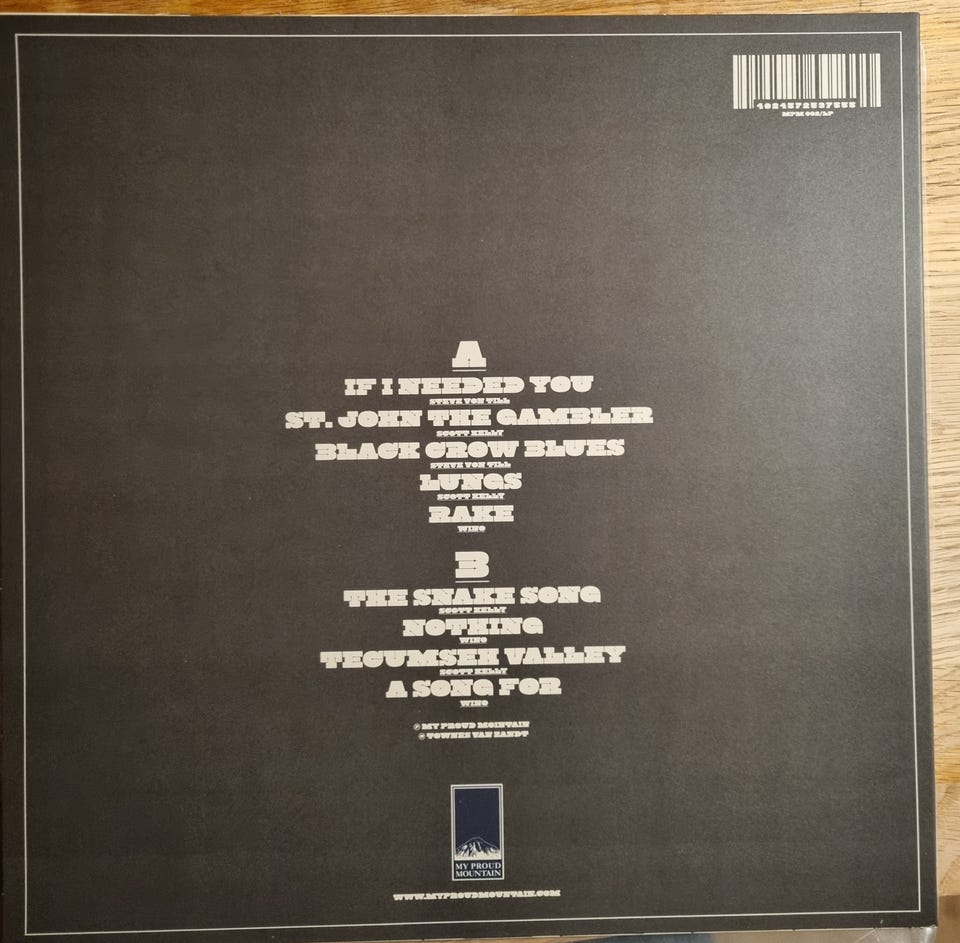 4024572597555
MPM 002/LP
A
IF I NEEDED YOU
STEVE VON TILL
ST. JOHN THE GAMBLER
SCOTT KELLY
BLACK CROW BLUES
STEVE VON TILL
LUNGS
SCOTT KELLY
RAKE
WINO
B
THE SNAKE SONG
SCOTT KELLY
NOTHING
WINO
TECUMSEH VALLEY
SCOTT KELLY
A SONG FOR
WINO
℗ MY PROUD MOINTAIN
© TOWNES VAN ZANDT
MY PROUD
MOUNTAIN
WWW.MYPROUDMOUNTAIN.COM